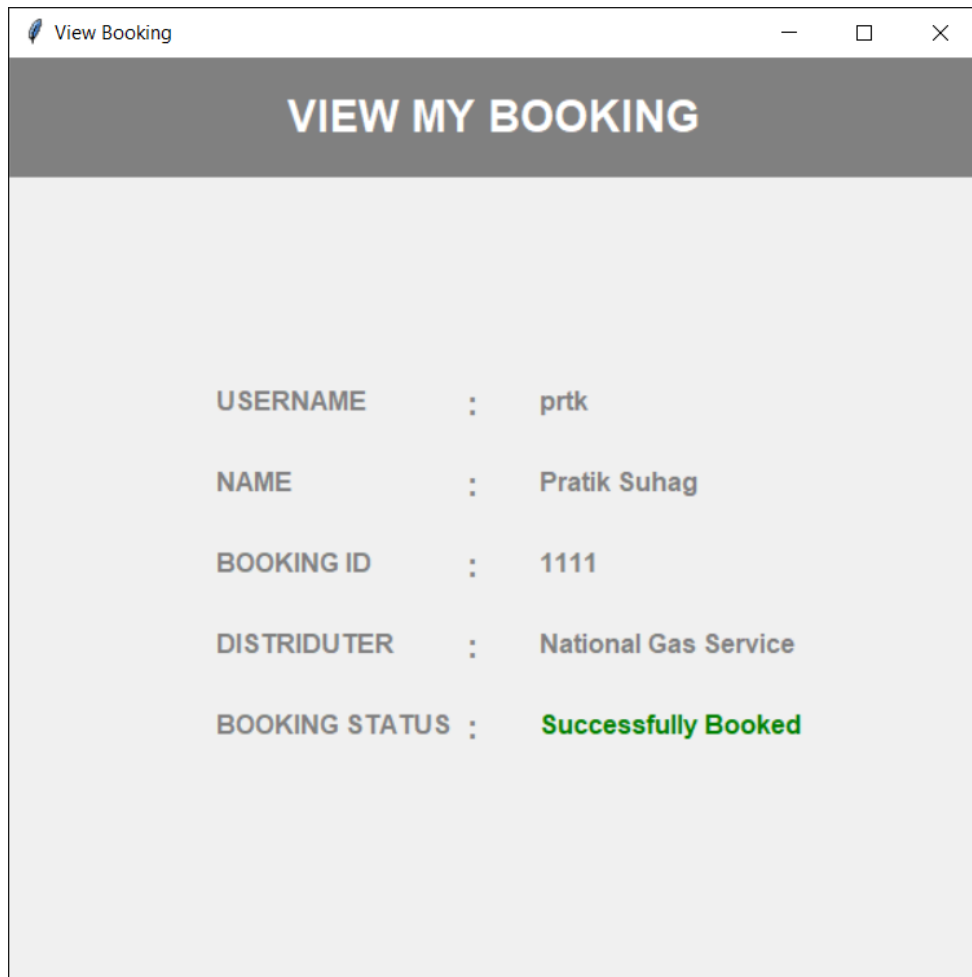 View Booking
VIEW MY BOOKING
USERNAME : prtk
NAME : Pratik Suhag
BOOKING ID : 1111
DISTRIDUTER : National Gas Service
BOOKING STATUS : Successfully Booked